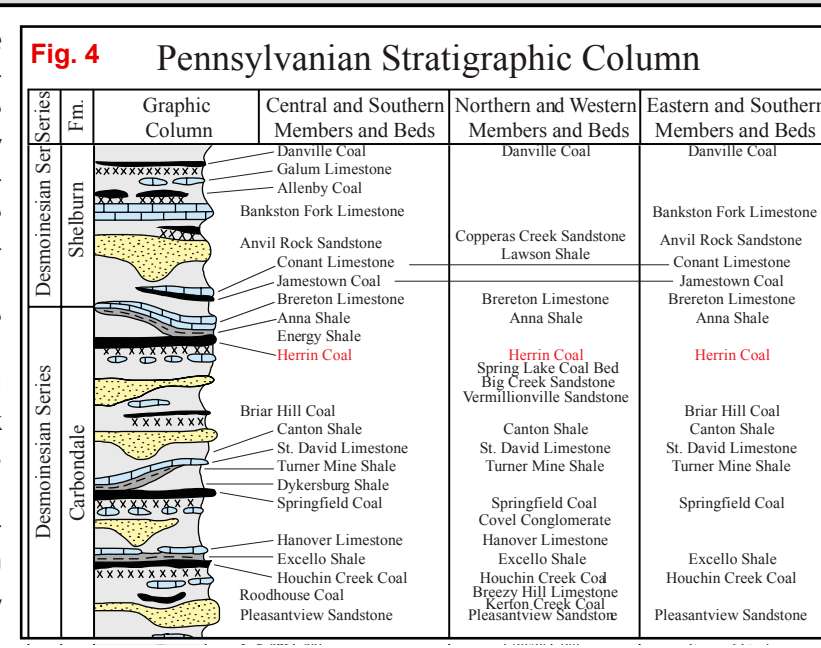 Fig. 4
Pennsylvanian Stratigraphic Column
Series
Fm.
Graphic Column
Central and Southern Members and Beds
Northern and Western Members and Beds
Eastern and Southern Members and Beds
Desmoinesian Ser
Shelburn
Desmoinesian Series
Carbondale
Danville Coal
Galum Limestone
Allenby Coal
Bankston Fork Limestone
Anvil Rock Sandstone
Conant Limestone
Jamestown Coal
Brereton Limestone
Anna Shale
Energy Shale
Herrin Coal
Briar Hill Coal
Canton Shale
St. David Limestone
Turner Mine Shale
Dykersburg Shale
Springfield Coal
Hanover Limestone
Excello Shale
Houchin Creek Coal
Roodhouse Coal
Pleasantview Sandstone
Danville Coal
Copperas Creek Sandstone
Lawson Shale
Brereton Limestone
Anna Shale
Herrin Coal
Spring Lake Coal Bed
Big Creek Sandstone
Vermillionville Sandstone
Canton Shale
St. David Limestone
Turner Mine Shale
Springfield Coal
Covel Conglomerate
Hanover Limestone
Excello Shale
Houchin Creek Coal
Breezy Hill Limestone
Kerton Creek Coal
Pleasantview Sandstone
Danville Coal
Bankston Fork Limestone
Anvil Rock Sandstone
Conant Limestone
Jamestown Coal
Brereton Limestone
Anna Shale
Herrin Coal
Briar Hill Coal
Canton Shale
St. David Limestone
Turner Mine Shale
Springfield Coal
Excello Shale
Houchin Creek Coal
Pleasantview Sandstone